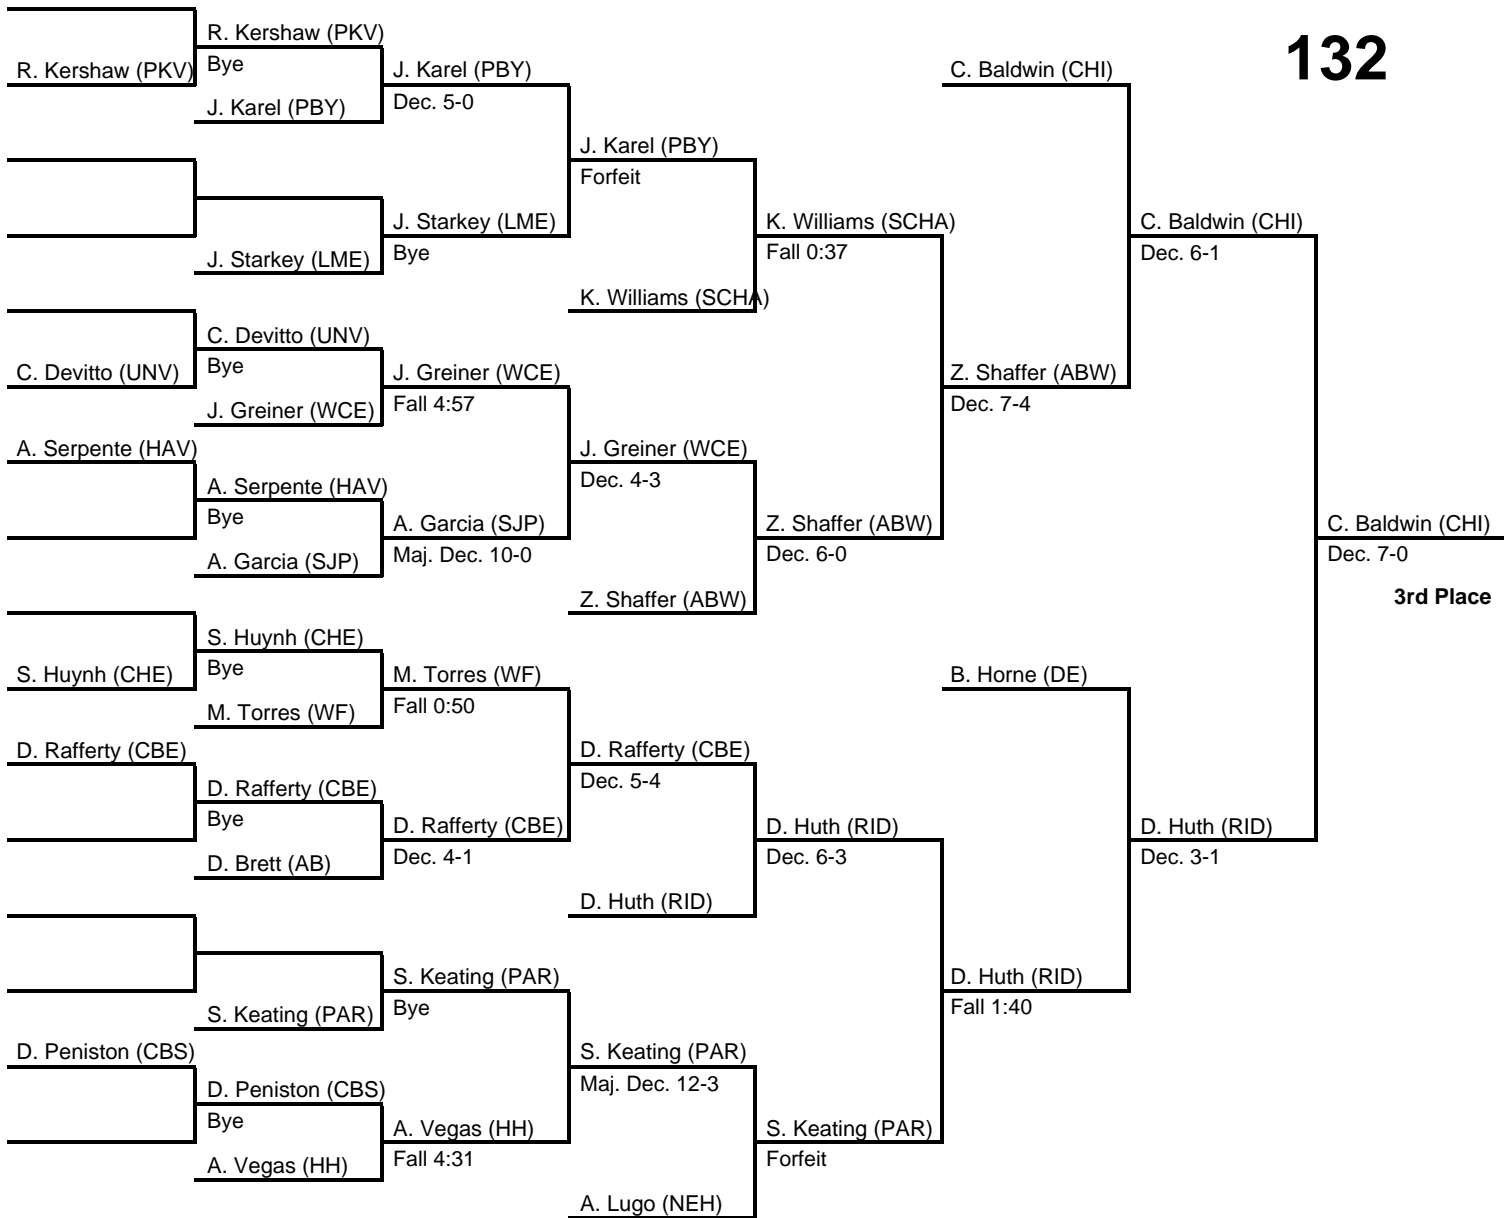 132
R. Kershaw (PKV)
R. Kershaw (PKV)
Bye
J. Karel (PBY)
J. Karel (PBY)
Dec. 5-0
J. Karel (PBY)
Forfeit
J. Starkey (LME)
J. Starkey (LME)
Bye
K. Williams (SCHA)
K. Williams (SCHA)
Fall 0:37
C. Devitto (UNV)
C. Devitto (UNV)
Bye
J. Greiner (WCE)
J. Greiner (WCE)
Fall 4:57
A. Serpente (HAV)
A. Serpente (HAV)
Bye
A. Garcia (SJP)
A. Garcia (SJP)
Maj. Dec. 10-0
J. Greiner (WCE)
Dec. 4-3
Z. Shaffer (ABW)
Z. Shaffer (ABW)
Dec. 6-0
Z. Shaffer (ABW)
Dec. 7-4
C. Baldwin (CHI)
C. Baldwin (CHI)
Dec. 6-1
S. Huynh (CHE)
S. Huynh (CHE)
Bye
M. Torres (WF)
M. Torres (WF)
Fall 0:50
D. Rafferty (CBE)
D. Rafferty (CBE)
Bye
D. Brett (AB)
D. Rafferty (CBE)
Dec. 4-1
D. Rafferty (CBE)
Dec. 5-4
D. Huth (RID)
D. Huth (RID)
Dec. 6-3
S. Keating (PAR)
S. Keating (PAR)
Bye
D. Peniston (CBS)
D. Peniston (CBS)
Bye
A. Vegas (HH)
A. Vegas (HH)
Fall 4:31
S. Keating (PAR)
Maj. Dec. 12-3
A. Lugo (NEH)
S. Keating (PAR)
Forfeit
D. Huth (RID)
Fall 1:40
B. Horne (DE)
D. Huth (RID)
Dec. 3-1
C. Baldwin (CHI)
Dec. 7-0
3rd Place